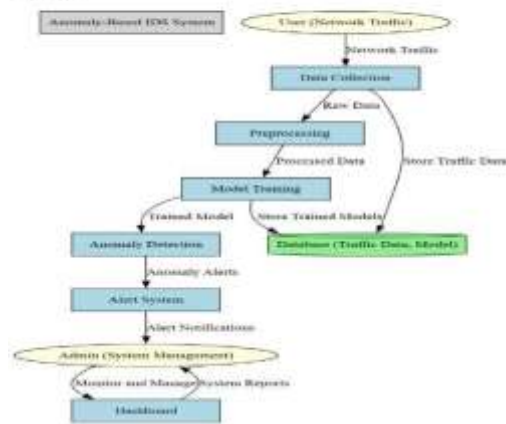 Anomaly-Based IDS System
User (Network Traffic)
Network Traffic
Data Collection
Raw Data
Preprocessing
Processed Data
Store Traffic Data
Model Training
Trained Model
Store Trained Models
Anomaly Detection
Database (Traffic Data, Model)
Anomaly Alerts
Alert System
Alert Notifications
Admin (System Management)
Monitor and Manage
System Reports
Dashboard